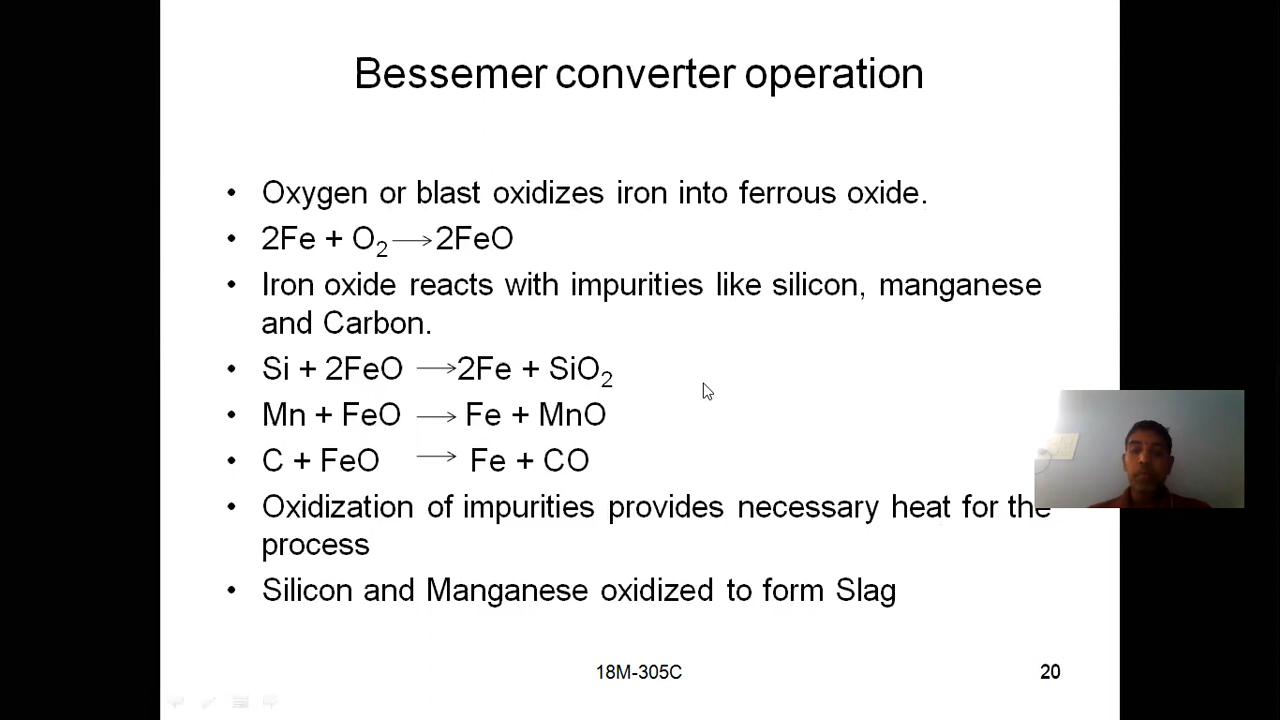 Bessemer converter operation
• Oxygen or blast oxidizes iron into ferrous oxide.
• 2Fe + O₂ → 2FeO
• Iron oxide reacts with impurities like silicon, manganese
and Carbon.
• Si + 2FeO → 2Fe + SiO₂
• Mn + FeO → Fe + MnO
• C + FeO → Fe + CO
• Oxidization of impurities provides necessary heat for the
process
• Silicon and Manganese oxidized to form Slag
18M-305C
20